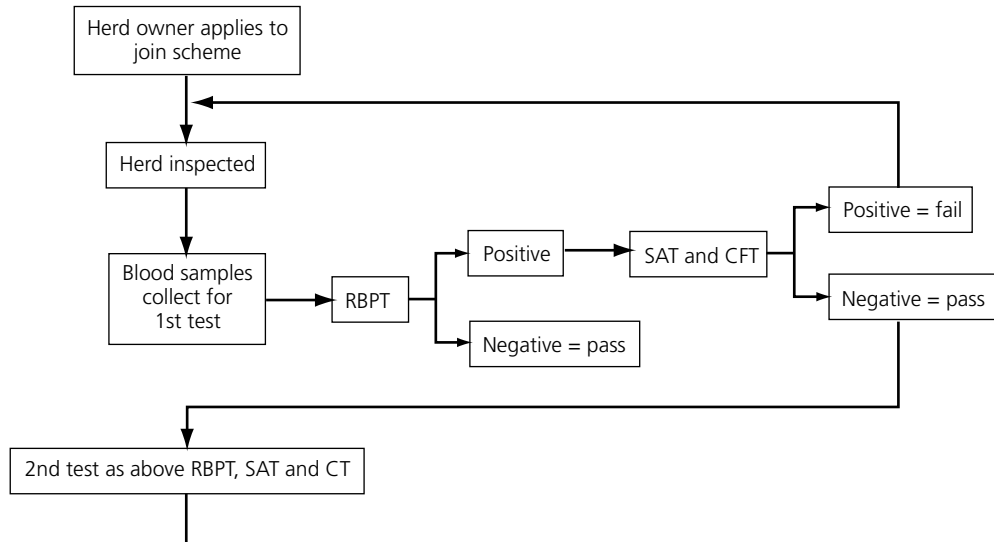 Herd owner applies to
join scheme
Herd inspected
Blood samples
collect for
1st test
RBPT
Positive
Negative = pass
SAT and CFT
Positive = fail
Negative = pass
2nd test as above RBPT, SAT and CT